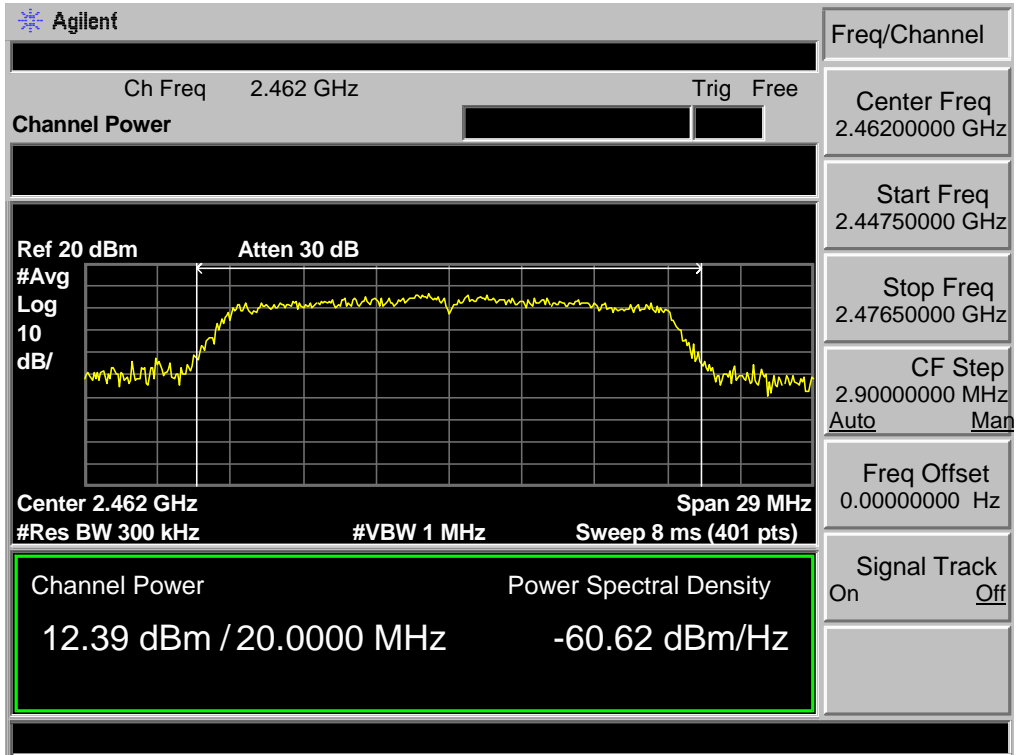 Agilent
Freq/Channel
Ch Freq 2.462 GHz Trig Free
Channel Power
Center Freq
2.46200000 GHz
Start Freq
2.44750000 GHz
Ref 20 dBm Atten 30 dB
#Avg
Log
10
dB/
Stop Freq
2.47650000 GHz
CF Step
2.90000000 MHz
Auto Man
Center 2.462 GHz Span 29 MHz
#Res BW 300 kHz #VBW 1 MHz Sweep 8 ms (401 pts)
Freq Offset
0.00000000 Hz
Channel Power Power Spectral Density
12.39 dBm / 20.0000 MHz -60.62 dBm/Hz
Signal Track
On Off